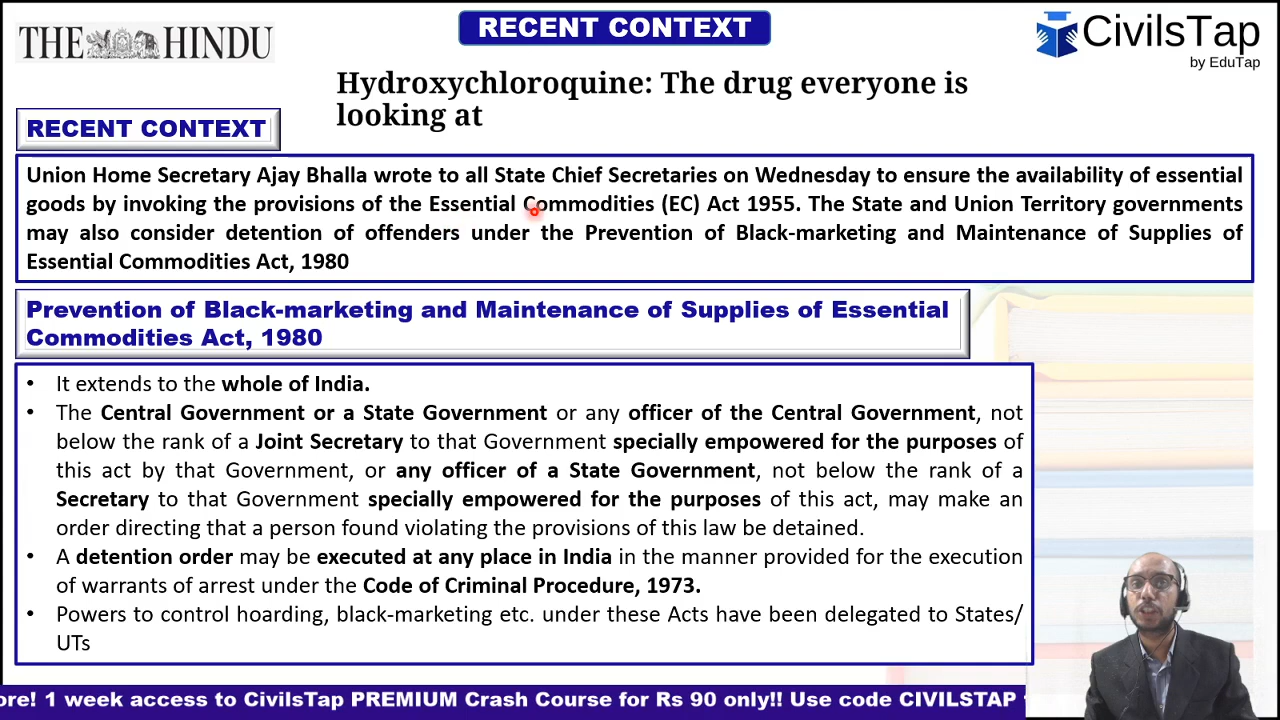 THE HINDU
RECENT CONTEXT
CivilsTap
by EduTap
Hydroxychloroquine: The drug everyone is
looking at
RECENT CONTEXT
Union Home Secretary Ajay Bhalla wrote to all State Chief Secretaries on Wednesday to ensure the availability of essential
goods by invoking the provisions of the Essential Commodities (EC) Act 1955. The State and Union Territory governments
may also consider detention of offenders under the Prevention of Black-marketing and Maintenance of Supplies of
Essential Commodities Act, 1980
Prevention of Black-marketing and Maintenance of Supplies of Essential
Commodities Act, 1980
• It extends to the whole of India.
• The Central Government or a State Government or any officer of the Central Government, not
below the rank of a Joint Secretary to that Government specially empowered for the purposes of
this act by that Government, or any officer of a State Government, not below the rank of a
Secretary to that Government specially empowered for the purposes of this act, may make an
order directing that a person found violating the provisions of this law be detained.
• A detention order may be executed at any place in India in the manner provided for the execution
of warrants of arrest under the Code of Criminal Procedure, 1973.
• Powers to control hoarding, black-marketing etc. under these Acts have been delegated to States/
UTs
ore! 1 week access to CivilsTap PREMIUM Crash Course for Rs 90 only!! Use code CIVILSTAP